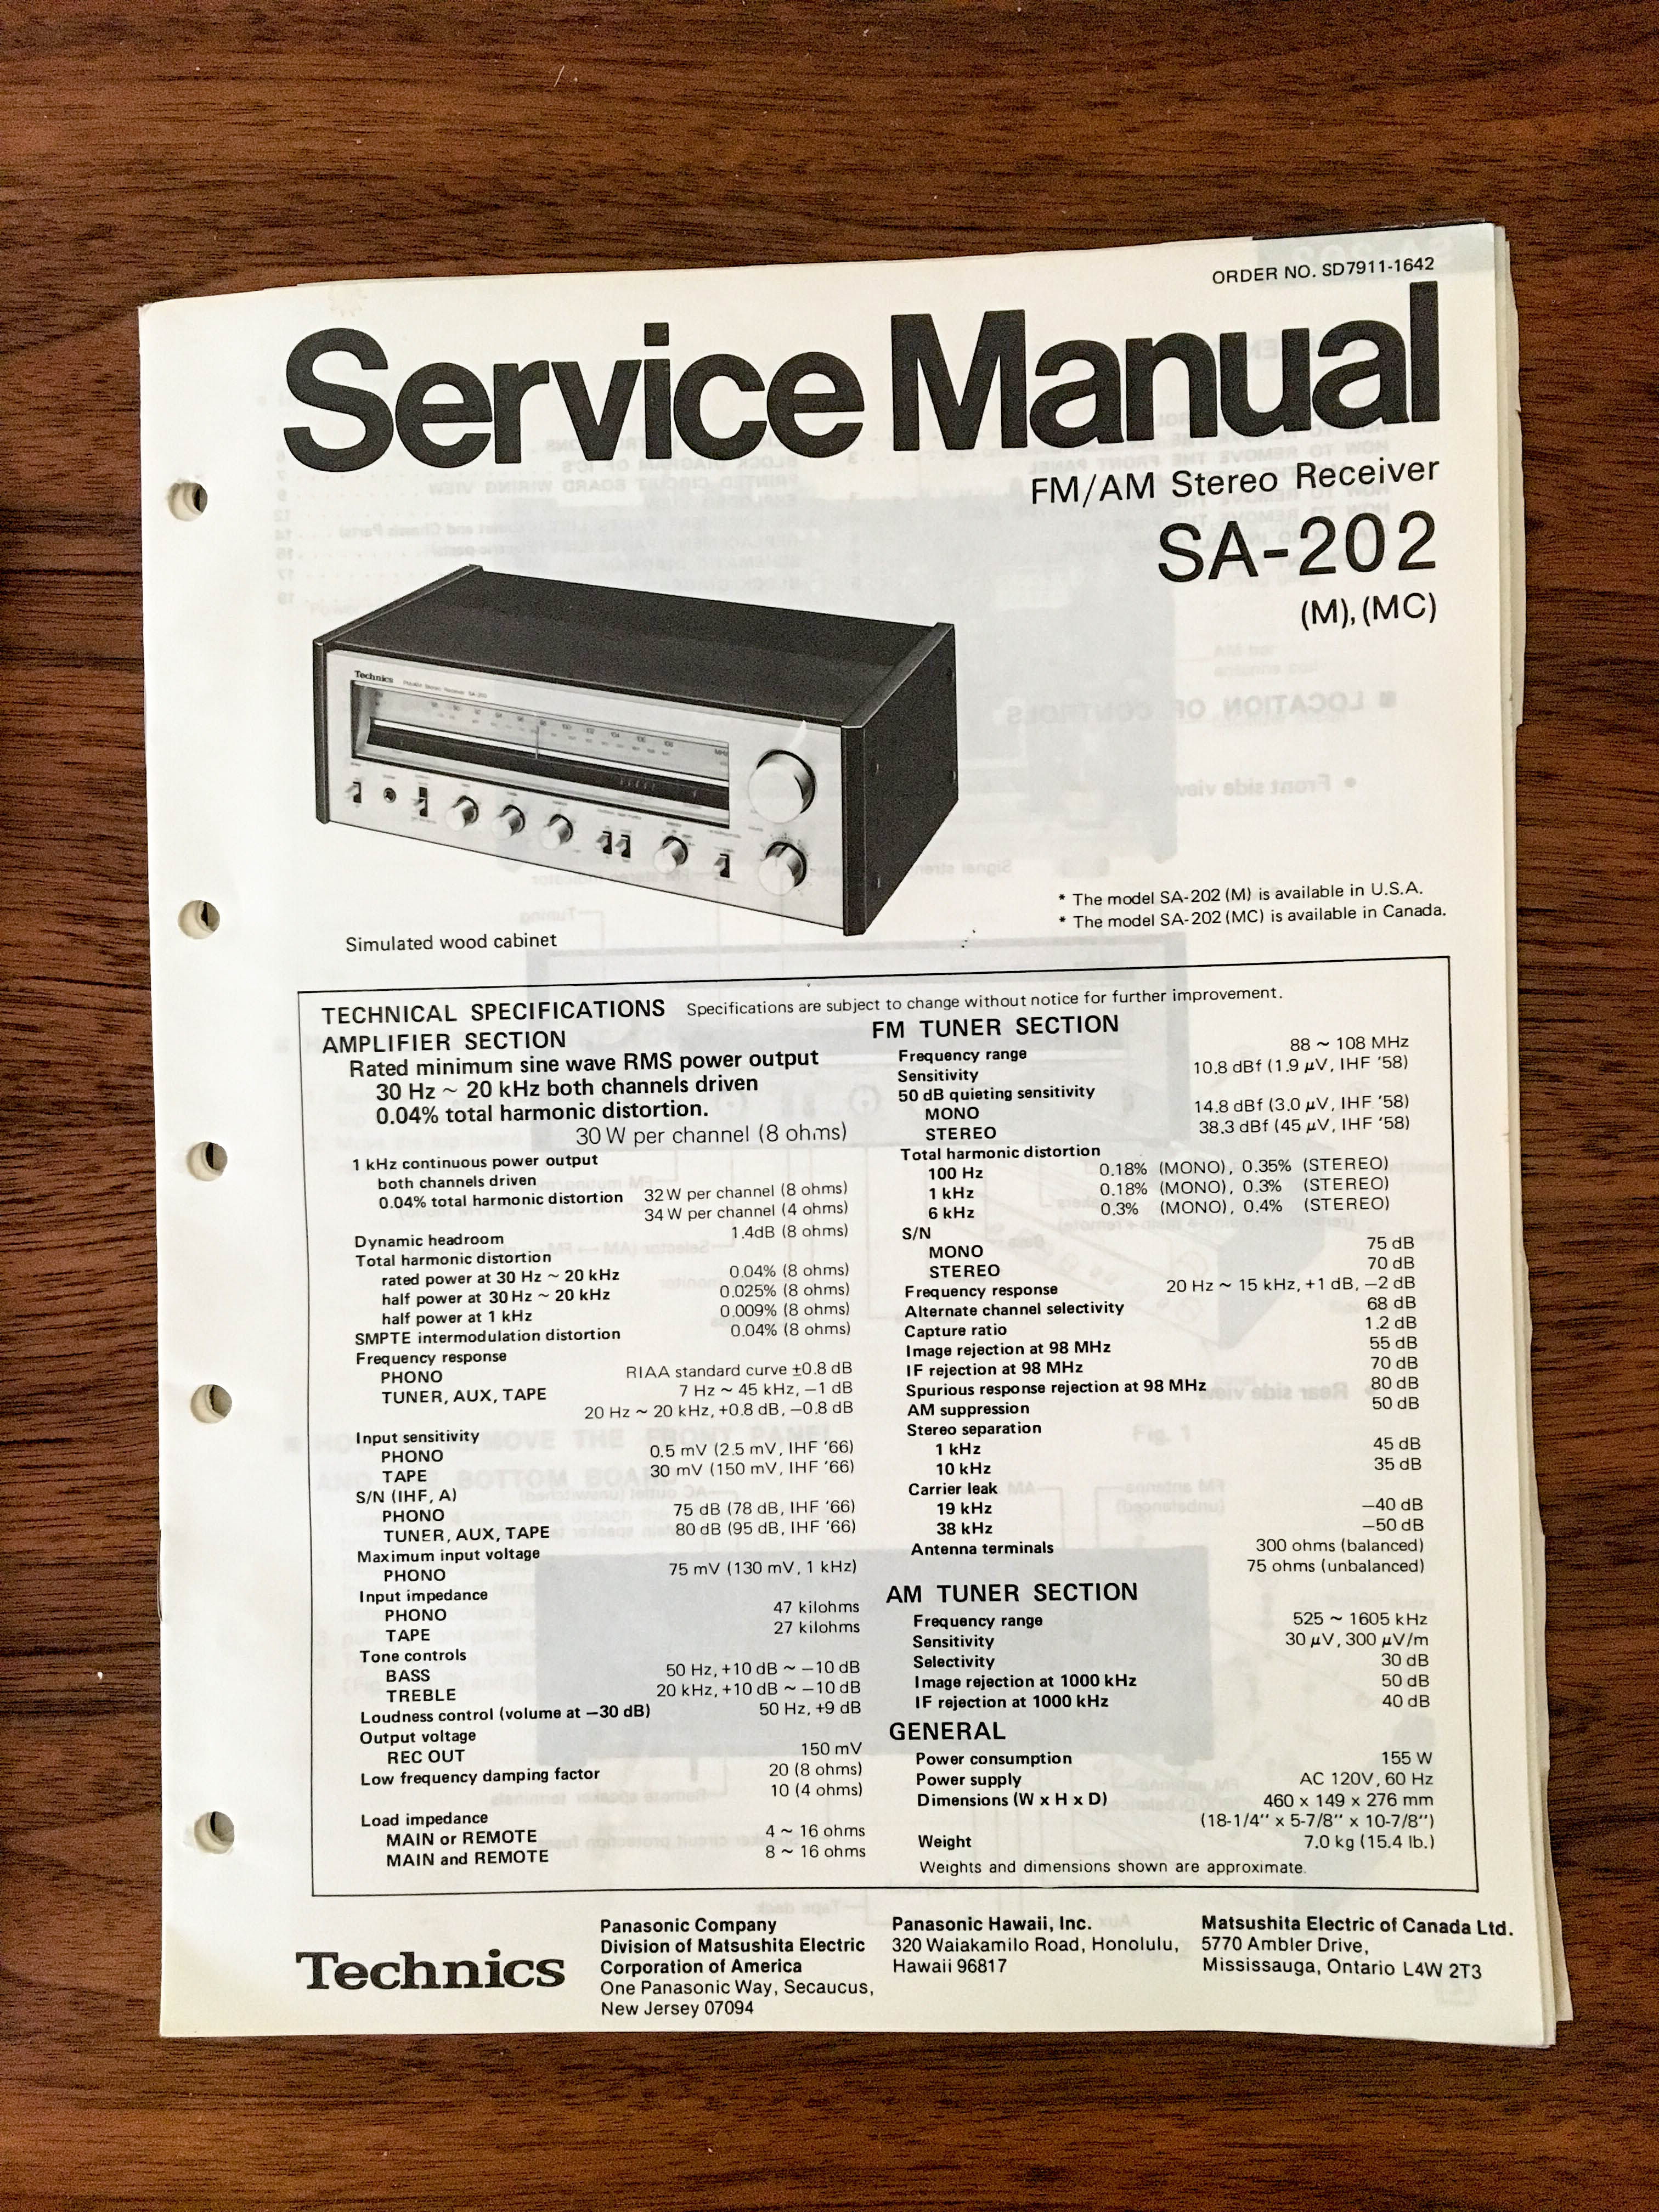 ORDER NO. SD7911-1642
Service Manual
FM/AM Stereo Receiver
SA-202
(M), (MC)
Technics
* The model SA-202 (M) is available in U.S.A.
* The model SA-202 (MC) is available in Canada.
Simulated wood cabinet
TECHNICAL SPECIFICATIONS Specifications are subject to change without notice for further improvement.
AMPLIFIER SECTION
Rated minimum sine wave RMS power output
30 Hz ~ 20 kHz both channels driven
0.04% total harmonic distortion.
30 W per channel (8 ohms)
1 kHz continuous power output
both channels driven
0.04% total harmonic distortion 32 W per channel (8 ohms)
34 W per channel (4 ohms)
Dynamic headroom 1.4dB (8 ohms)
Total harmonic distortion
rated power at 30 Hz ~ 20 kHz 0.04% (8 ohms)
half power at 30 Hz ~ 20 kHz 0.025% (8 ohms)
half power at 1 kHz 0.009% (8 ohms)
SMPTE intermodulation distortion 0.04% (8 ohms)
Frequency response
PHONO RIAA standard curve ±0.8 dB
TUNER, AUX, TAPE 7 Hz ~ 45 kHz, −1 dB
20 Hz ~ 20 kHz, +0.8 dB, −0.8 dB
Input sensitivity
PHONO 0.5 mV (2.5 mV, IHF '66)
TAPE 30 mV (150 mV, IHF '66)
S/N (IHF, A)
PHONO 75 dB (78 dB, IHF '66)
TUNER, AUX, TAPE 80 dB (95 dB, IHF '66)
Maximum input voltage
PHONO 75 mV (130 mV, 1 kHz)
Input impedance
PHONO 47 kilohms
TAPE 27 kilohms
Tone controls
BASS 50 Hz, +10 dB ~ −10 dB
TREBLE 20 kHz, +10 dB ~ −10 dB
Loudness control (volume at −30 dB) 50 Hz, +9 dB
Output voltage
REC OUT 150 mV
Low frequency damping factor 20 (8 ohms)
10 (4 ohms)
Load impedance
MAIN or REMOTE 4 ~ 16 ohms
MAIN and REMOTE 8 ~ 16 ohms
FM TUNER SECTION
Frequency range 88 ~ 108 MHz
Sensitivity 10.8 dBf (1.9 µV, IHF '58)
50 dB quieting sensitivity
MONO 14.8 dBf (3.0 µV, IHF '58)
STEREO 38.3 dBf (45 µV, IHF '58)
Total harmonic distortion
100 Hz 0.18% (MONO), 0.35% (STEREO)
1 kHz 0.18% (MONO), 0.3% (STEREO)
6 kHz 0.3% (MONO), 0.4% (STEREO)
S/N
MONO 75 dB
STEREO 70 dB
Frequency response 20 Hz ~ 15 kHz, +1 dB, −2 dB
Alternate channel selectivity 68 dB
Capture ratio 1.2 dB
Image rejection at 98 MHz 55 dB
IF rejection at 98 MHz 70 dB
Spurious response rejection at 98 MHz 80 dB
AM suppression 50 dB
Stereo separation
1 kHz 45 dB
10 kHz 35 dB
Carrier leak
19 kHz −40 dB
38 kHz −50 dB
Antenna terminals 300 ohms (balanced)
75 ohms (unbalanced)
AM TUNER SECTION
Frequency range 525 ~ 1605 kHz
Sensitivity 30 µV, 300 µV/m
Selectivity 30 dB
Image rejection at 1000 kHz 50 dB
IF rejection at 1000 kHz 40 dB
GENERAL
Power consumption 155 W
Power supply AC 120V, 60 Hz
Dimensions (W x H x D) 460 x 149 x 276 mm
(18-1/4" x 5-7/8" x 10-7/8")
Weight 7.0 kg (15.4 lb.)
Weights and dimensions shown are approximate.
Technics
Panasonic Company
Division of Matsushita Electric
Corporation of America
One Panasonic Way, Secaucus,
New Jersey 07094
Panasonic Hawaii, Inc.
320 Waiakamilo Road, Honolulu,
Hawaii 96817
Matsushita Electric of Canada Ltd.
5770 Ambler Drive,
Mississauga, Ontario L4W 2T3